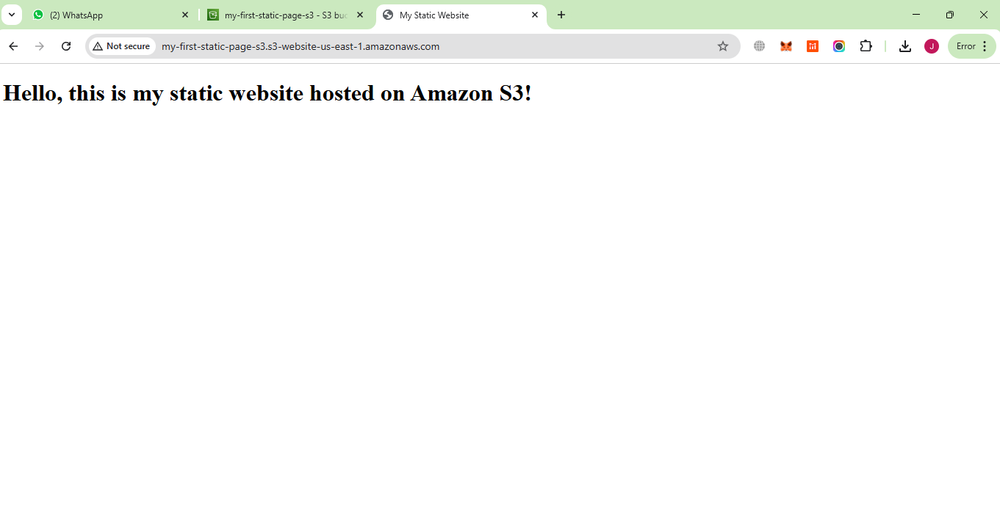 (2) WhatsApp
my-first-static-page-s3 - S3 buc
My Static Website
Not secure
my-first-static-page-s3.s3-website-us-east-1.amazonaws.com
J
Error
Hello, this is my static website hosted on Amazon S3!